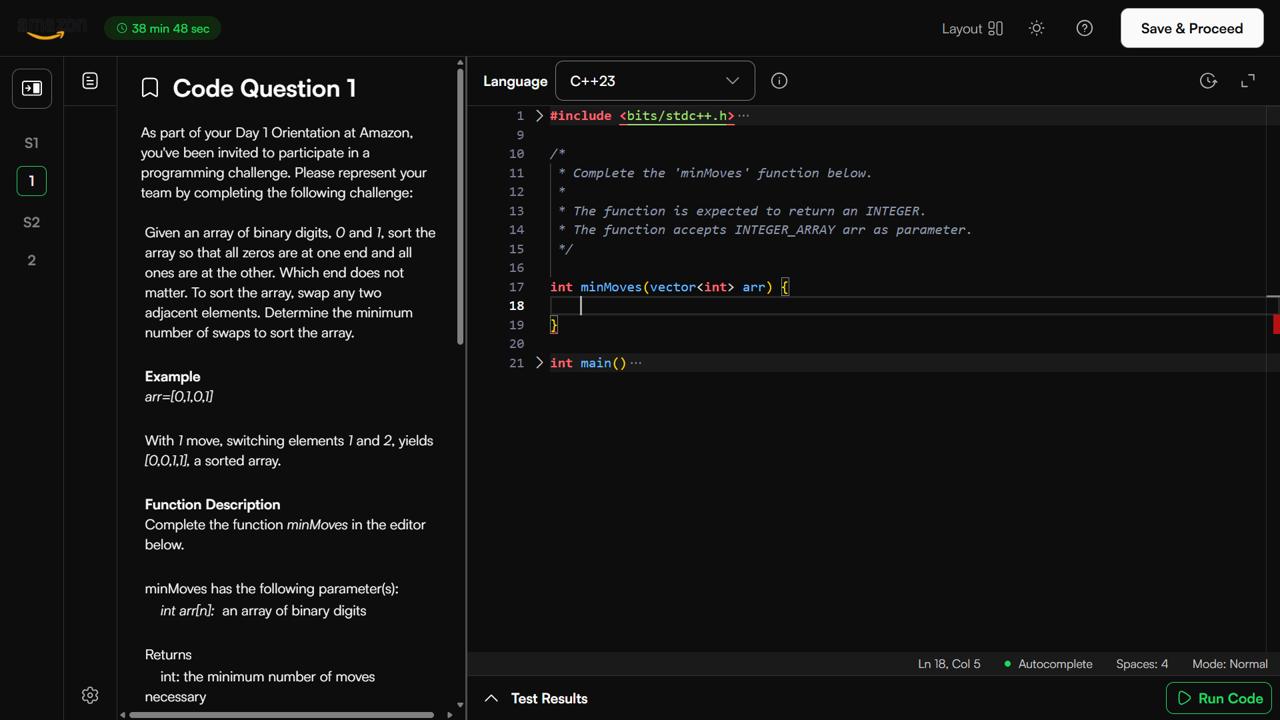 amazon
38 min 48 sec
Layout
Save & Proceed
S1
1
S2
2
Code Question 1
As part of your Day 1 Orientation at Amazon,
you've been invited to participate in a
programming challenge. Please represent your
team by completing the following challenge:
Given an array of binary digits, 0 and 1, sort the
array so that all zeros are at one end and all
ones are at the other. Which end does not
matter. To sort the array, swap any two
adjacent elements. Determine the minimum
number of swaps to sort the array.
Example
arr=[0,1,0,1]
With 1 move, switching elements 1 and 2, yields
[0,0,1,1], a sorted array.
Function Description
Complete the function minMoves in the editor
below.
minMoves has the following parameter(s):
int arr[n]: an array of binary digits
Returns
int: the minimum number of moves
necessary
Language
C++23
1 #include <bits/stdc++.h>···
9
10 /*
11 * Complete the 'minMoves' function below.
12 *
13 * The function is expected to return an INTEGER.
14 * The function accepts INTEGER_ARRAY arr as parameter.
15 */
16
17 int minMoves(vector<int> arr) {
18
19 }
20
21 int main()···
Ln 18, Col 5
Autocomplete
Spaces: 4
Mode: Normal
Test Results
Run Code